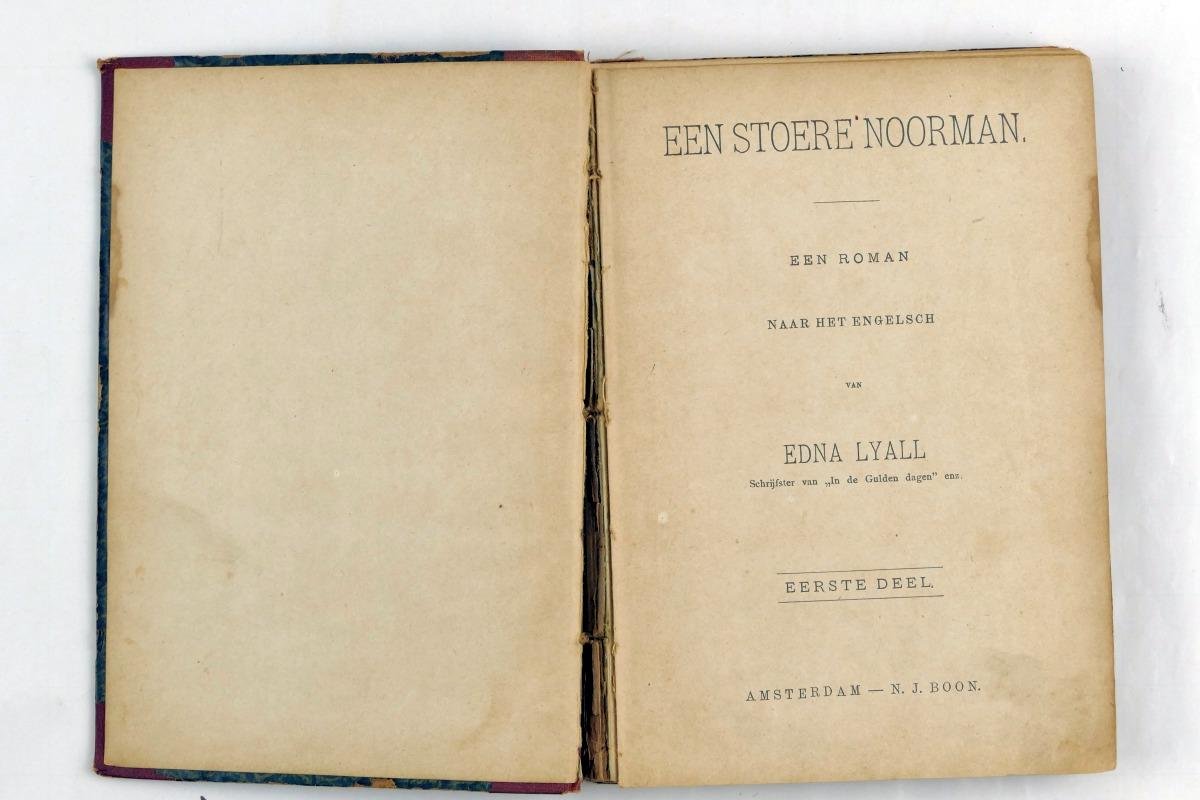 EEN STOERE NOORMAN.
EEN ROMAN
NAAR HET ENGELSCH
VAN
EDNA LYALL
Schrijfster van „In de Gulden dagen” enz.
EERSTE DEEL.
AMSTERDAM — N. J. BOON.